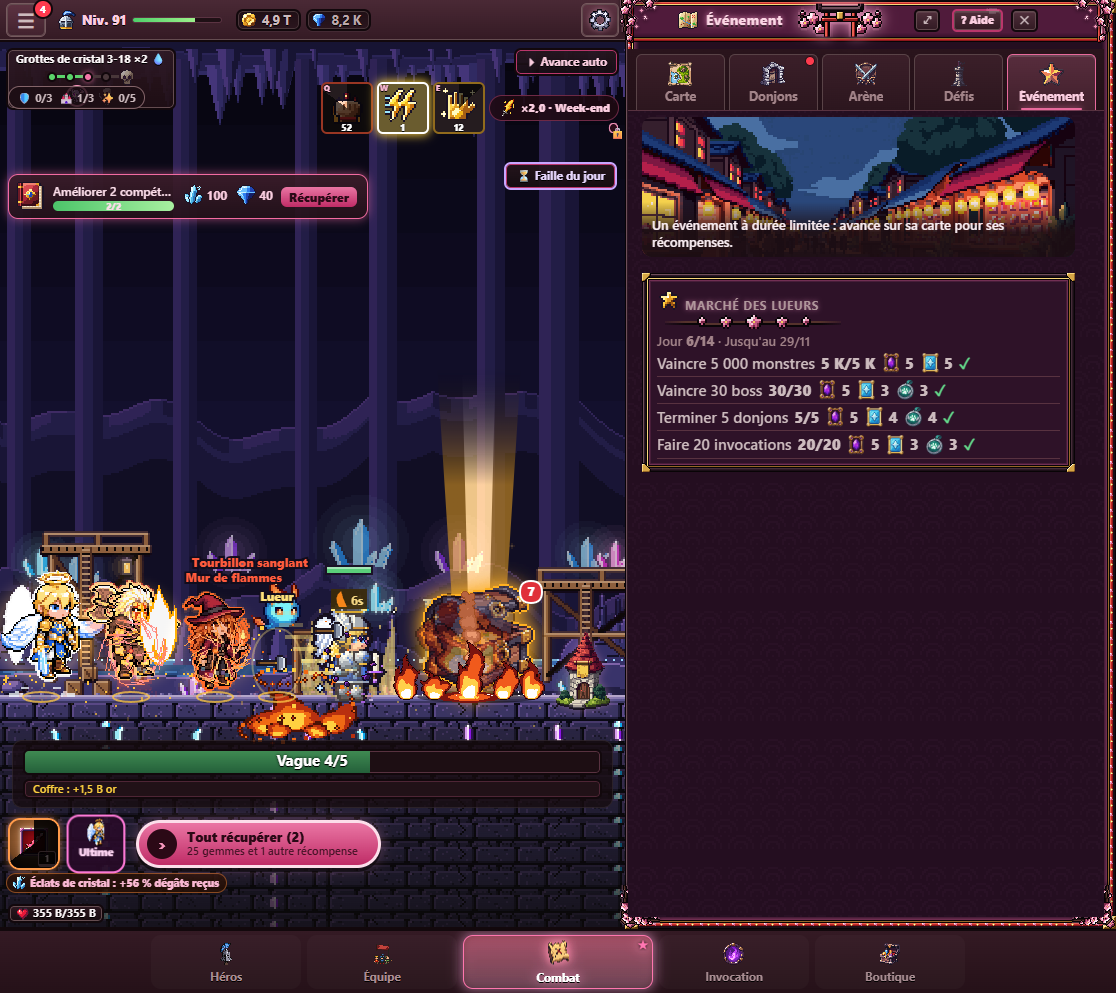 4
Niv. 91
4,9 T
8,2 K
Grottes de cristal 3-18 ×2
0/3
1/3
0/5
Q
52
W
1
E
12
Avance auto
×2,0 · Week-end
Faille du jour
Améliorer 2 compét...
2/2
100
40
Récupérer
Tourbillon sanglant
Mur de flammes
Lueur
6s
7
Vague 4/5
Coffre : +1,5 B or
1
Ultime
Tout récupérer (2)
25 gemmes et 1 autre récompense
Éclats de cristal : +56 % dégâts reçus
355 B/355 B
Événement
? Aide
Carte
Donjons
Arène
Défis
Evénement
Un événement à durée limitée : avance sur sa carte pour ses
récompenses.
MARCHÉ DES LUEURS
Jour 6/14 · Jusqu'au 29/11
Vaincre 5 000 monstres 5 K/5 K 5 5 ✓
Vaincre 30 boss 30/30 5 3 3 ✓
Terminer 5 donjons 5/5 5 4 4 ✓
Faire 20 invocations 20/20 5 3 3 ✓
Héros
Équipe
Combat
Invocation
Boutique